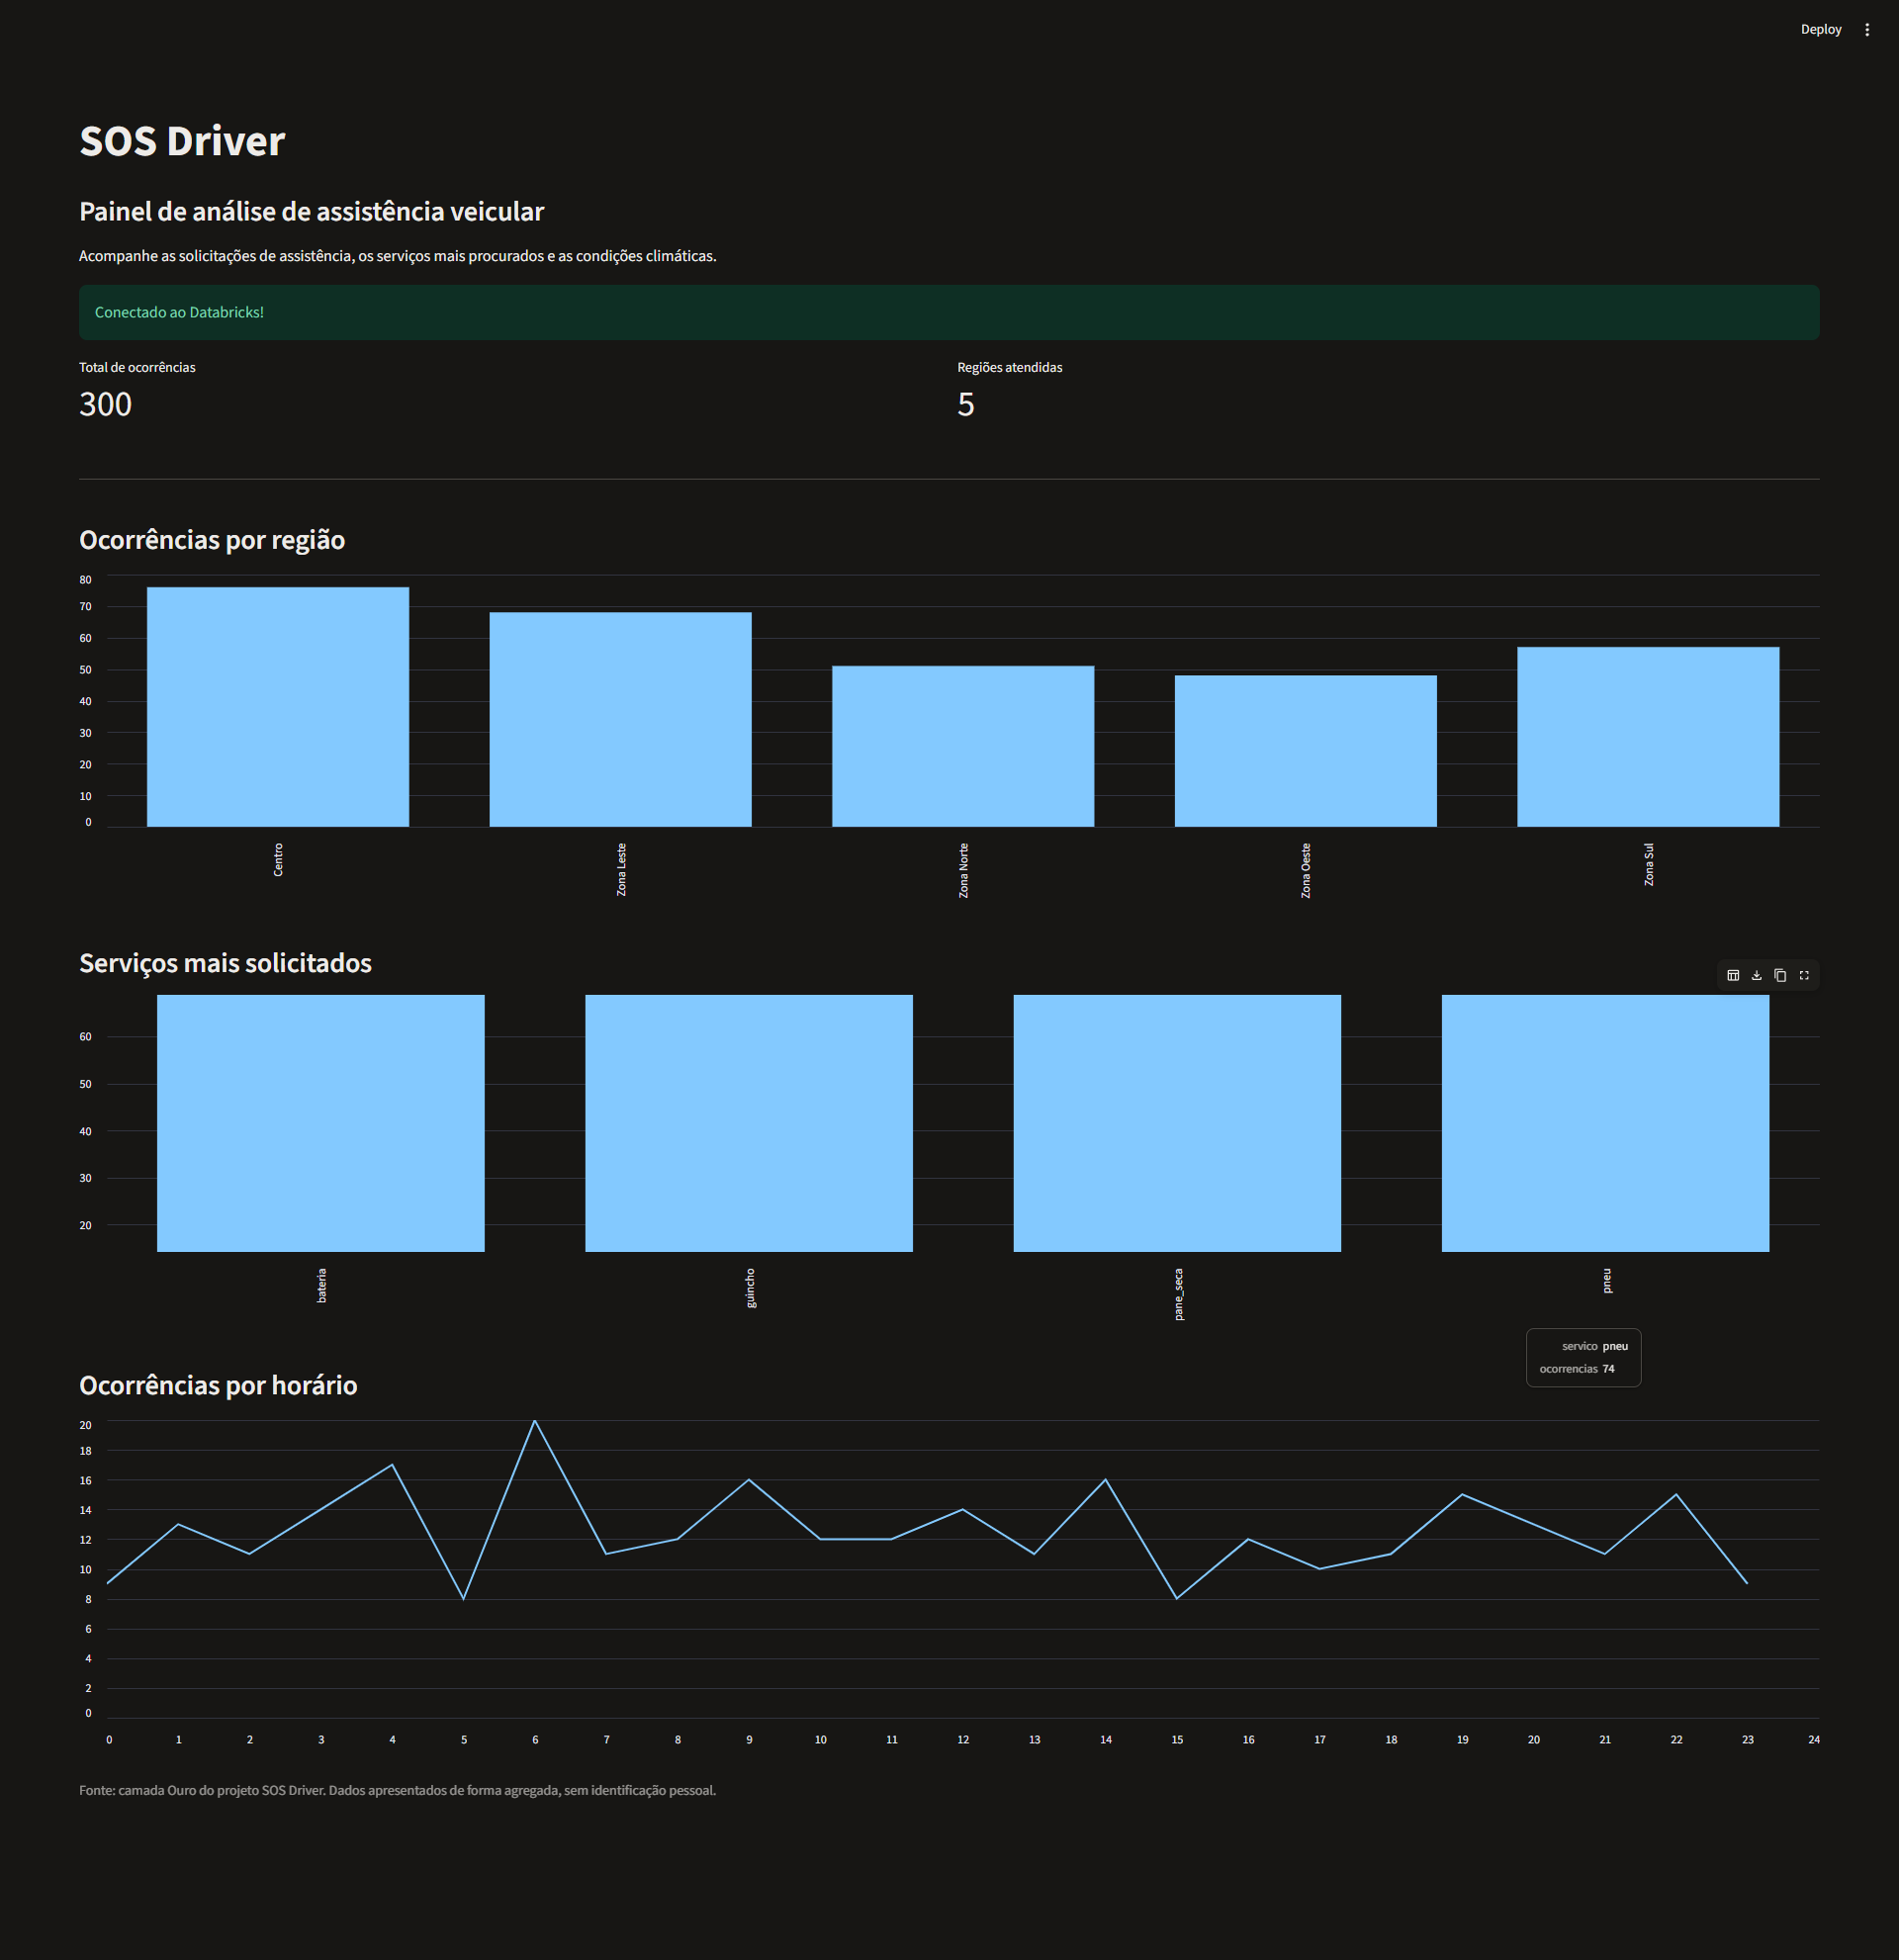 Deploy
SOS Driver
Painel de análise de assistência veicular
Acompanhe as solicitações de assistência, os serviços mais procurados e as condições climáticas.
Conectado ao Databricks!
Total de ocorrências
300
Regiões atendidas
5
Ocorrências por região
80
70
60
50
40
30
20
10
0
Centro
Zona Leste
Zona Norte
Zona Oeste
Zona Sul
Serviços mais solicitados
60
50
40
30
20
bateria
guincho
pane_seca
pneu
servico pneu
ocorrencias 74
Ocorrências por horário
20
18
16
14
12
10
8
6
4
2
0
0 1 2 3 4 5 6 7 8 9 10 11 12 13 14 15 16 17 18 19 20 21 22 23 24
Fonte: camada Ouro do projeto SOS Driver. Dados apresentados de forma agregada, sem identificação pessoal.